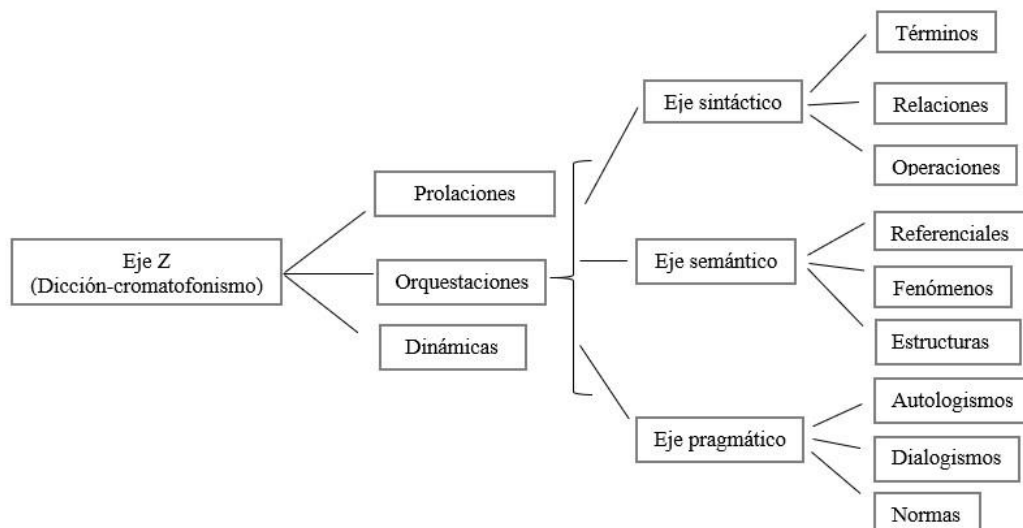 Eje Z
(Dicción-cromatofonismo)
Prolaciones
Orquestaciones
Dinámicas
Eje sintáctico
Términos
Relaciones
Operaciones
Eje semántico
Referenciales
Fenómenos
Estructuras
Eje pragmático
Autologismos
Dialogismos
Normas